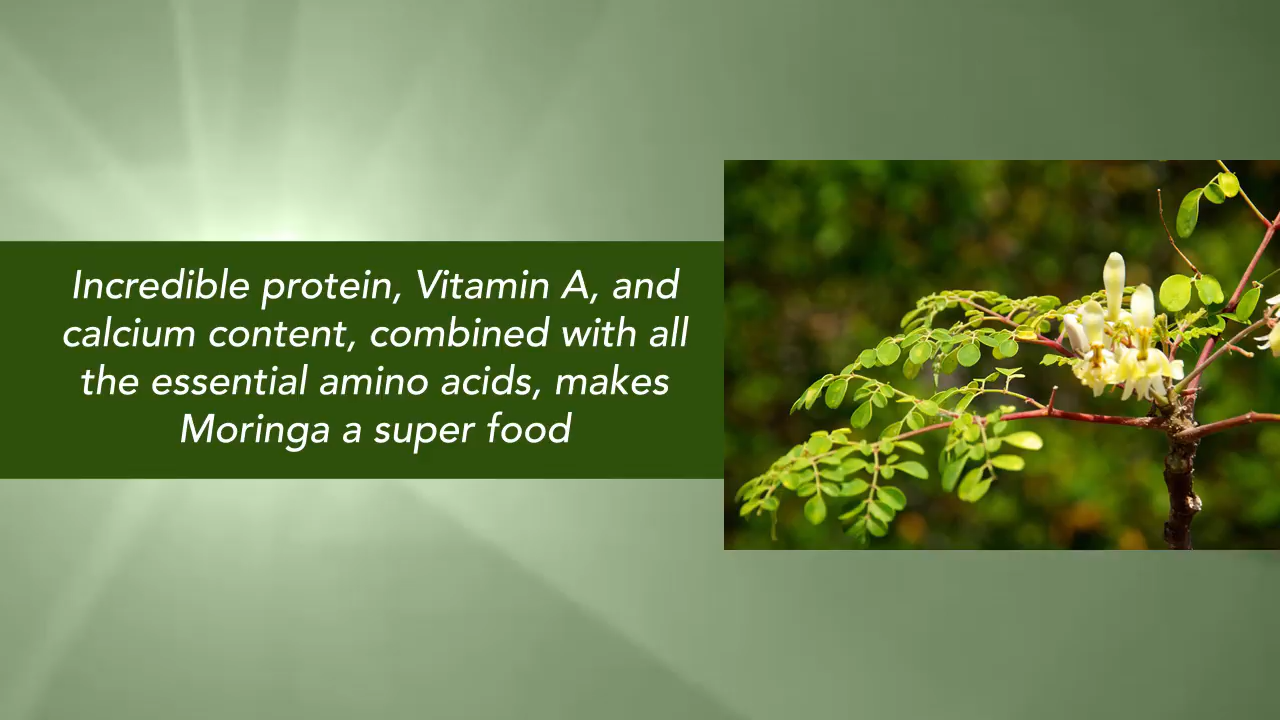 Incredible protein, Vitamin A, and
calcium content, combined with all
the essential amino acids, makes
Moringa a super food